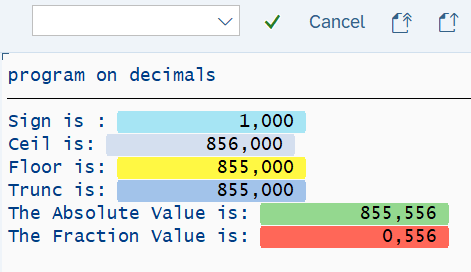 Cancel
program on decimals
Sign is : 1,000
Ceil is: 856,000
Floor is: 855,000
Trunc is: 855,000
The Absolute Value is: 855,556
The Fraction Value is: 0,556